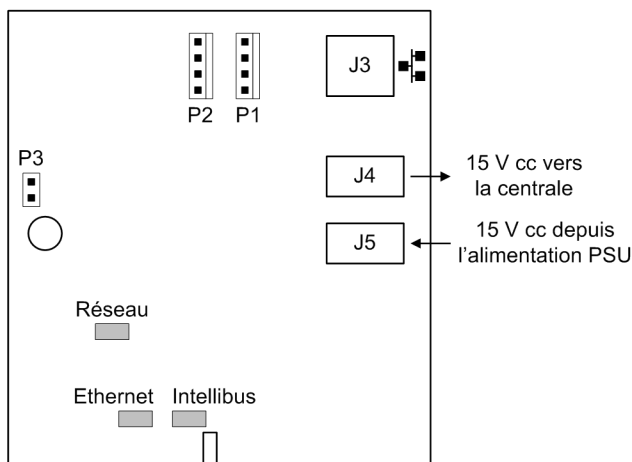 J3
P2 P1
P3
J4
15 V cc vers
la centrale
J5
15 V cc depuis
l'alimentation PSU
Réseau
Ethernet Intellibus